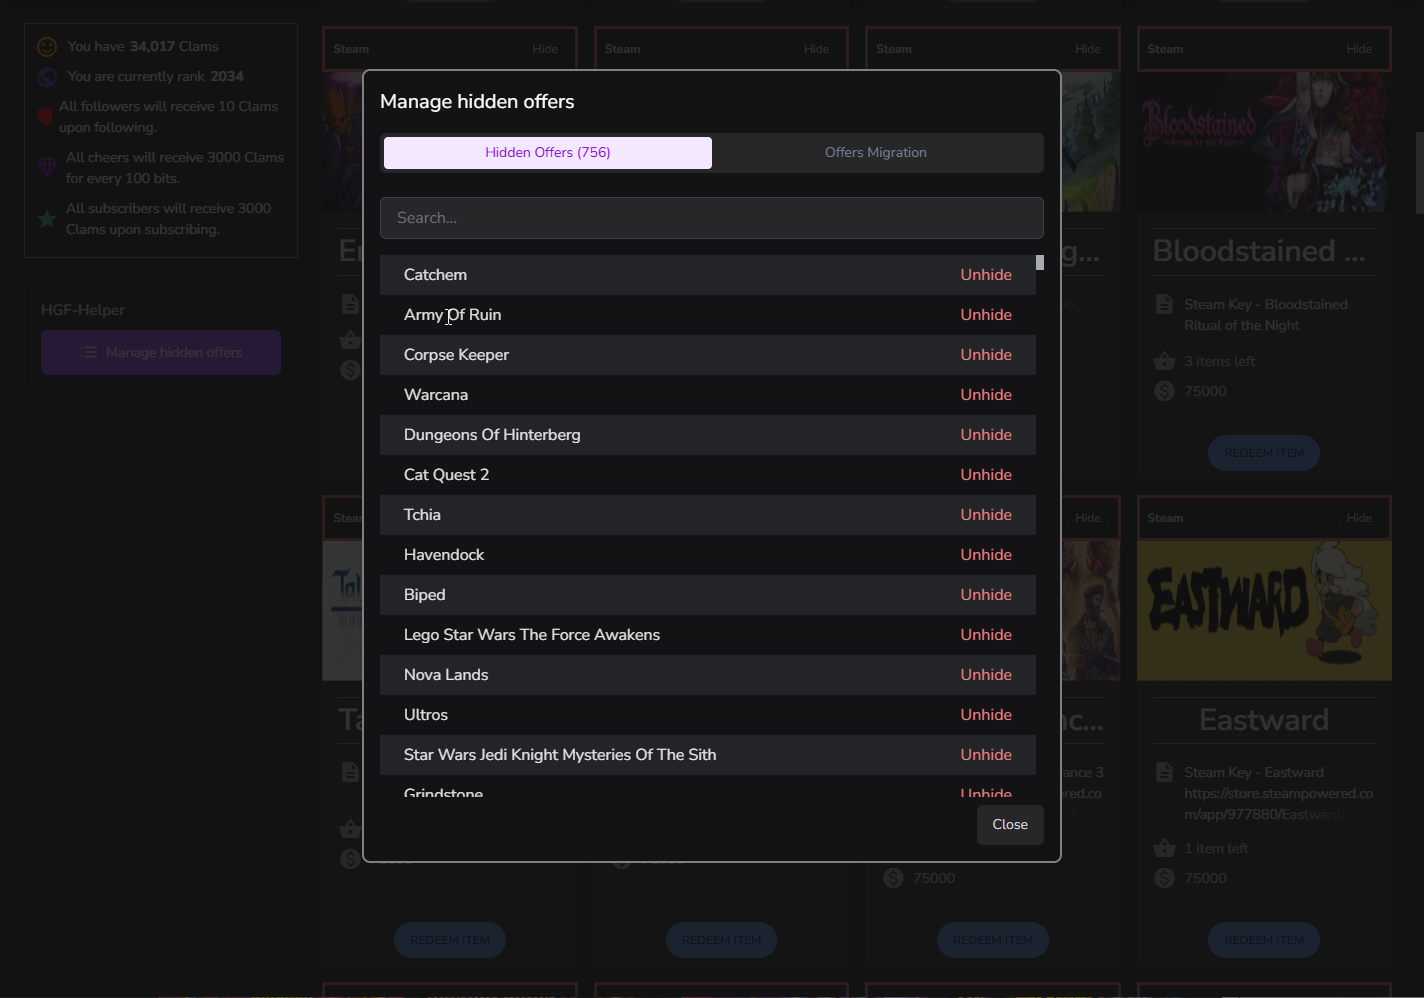 You have 34,017 Clams
You are currently rank 2034
All followers will receive 10 Clams
upon following.
All cheers will receive 3000 Clams
for every 100 bits.
All subscribers will receive 3000
Clams upon subscribing.
HGF-Helper
Manage hidden offers
Steam Hide
Steam Hide
Steam Hide
Steam Hide
Manage hidden offers
Hidden Offers (756)
Offers Migration
Search...
Catchem Unhide
Army Of Ruin Unhide
Corpse Keeper Unhide
Warcana Unhide
Dungeons Of Hinterberg Unhide
Cat Quest 2 Unhide
Tchia Unhide
Havendock Unhide
Biped Unhide
Lego Star Wars The Force Awakens Unhide
Nova Lands Unhide
Ultros Unhide
Star Wars Jedi Knight Mysteries Of The Sith Unhide
Grindstone Unhide
Close
Bloodstained
RITUAL OF THE NIGHT
Bloodstained ...
Steam Key - Bloodstained
Ritual of the Night
3 items left
75000
REDEEM ITEM
Hide
Steam Hide
EASTWARD
Eastward
Steam Key - Eastward
https://store.steampowered.co
m/app/977880/Eastward/
1 item left
75000
75000
REDEEM ITEM
REDEEM ITEM
REDEEM ITEM
REDEEM ITEM